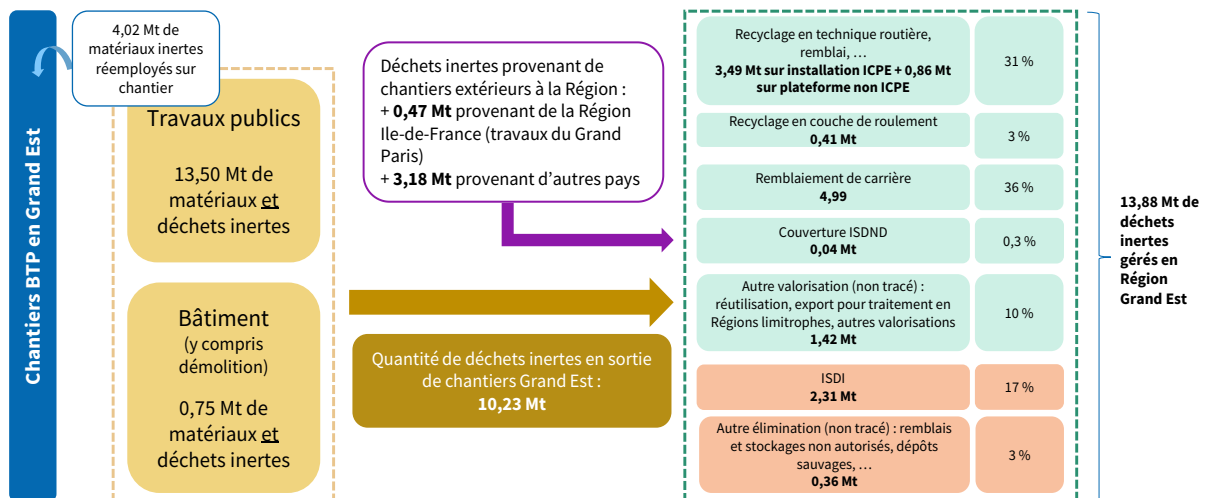 Chantiers BTP en Grand Est
4,02 Mt de
matériaux inertes
réemployés sur
chantier
Travaux publics
13,50 Mt de
matériaux et
déchets inertes
Bâtiment
(y compris
démolition)
0,75 Mt de
matériaux et
déchets inertes
Déchets inertes provenant de
chantiers extérieurs à la Région :
+ 0,47 Mt provenant de la Région
Ile-de-France (travaux du Grand
Paris)
+ 3,18 Mt provenant d'autres pays
Quantité de déchets inertes en sortie
de chantiers Grand Est :
10,23 Mt
Recyclage en technique routière,
remblai, …
3,49 Mt sur installation ICPE + 0,86 Mt
sur plateforme non ICPE
31 %
Recyclage en couche de roulement
0,41 Mt
3 %
Remblaiement de carrière
4,99
36 %
Couverture ISDND
0,04 Mt
0,3 %
Autre valorisation (non tracé) :
réutilisation, export pour traitement en
Régions limitrophes, autres valorisations
1,42 Mt
10 %
ISDI
2,31 Mt
17 %
Autre élimination (non tracé) : remblais
et stockages non autorisés, dépôts
sauvages, …
0,36 Mt
3 %
13,88 Mt de
déchets
inertes
gérés en
Région
Grand Est